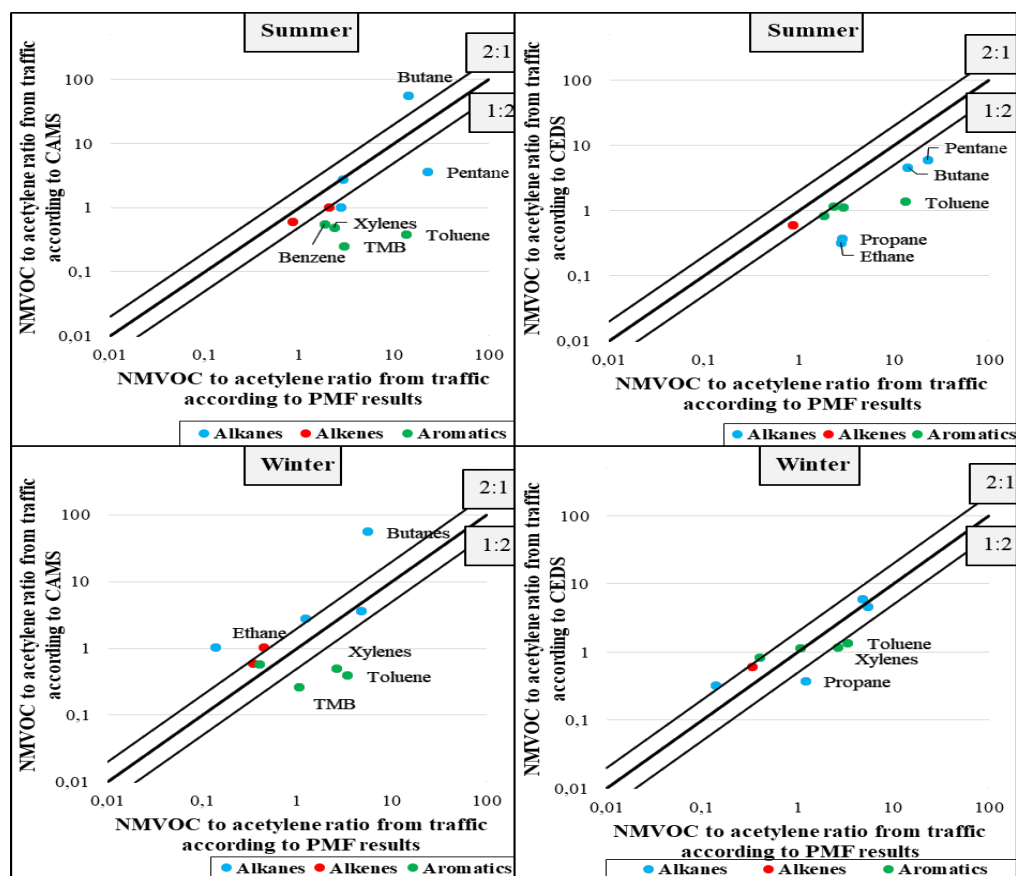 Summer
2:1
1:2
NMVOC to acetylene ratio from traffic
according to CAMS
100
10
1
0,1
0,01
Butane
Pentane
Xylenes
Benzene
TMB
Toluene
0,01
0,1
1
10
100
NMVOC to acetylene ratio from traffic
according to PMF results
Alkanes Alkenes Aromatics
Summer
2:1
1:2
NMVOC to acetylene ratio from traffic
according to CEDS
100
10
1
0,1
0,01
Pentane
Butane
Toluene
Propane
Ethane
0,01
0,1
1
10
100
NMVOC to acetylene ratio from traffic
according to PMF results
Alkanes Alkenes Aromatics
Winter
2:1
1:2
NMVOC to acetylene ratio from traffic
according to CAMS
100
10
1
0,1
0,01
Butanes
Ethane
Xylenes
Toluene
TMB
0,01
0,1
1
10
100
NMVOC to acetylene ratio from traffic
according to PMF results
Alkanes Alkenes Aromatics
Winter
2:1
1:2
NMVOC to acetylene ratio from traffic
according to CEDS
100
10
1
0,1
0,01
Toluene
Xylenes
Propane
0,01
0,1
1
10
100
NMVOC to acetylene ratio from traffic
according to PMF results
Alkanes Alkenes Aromatics